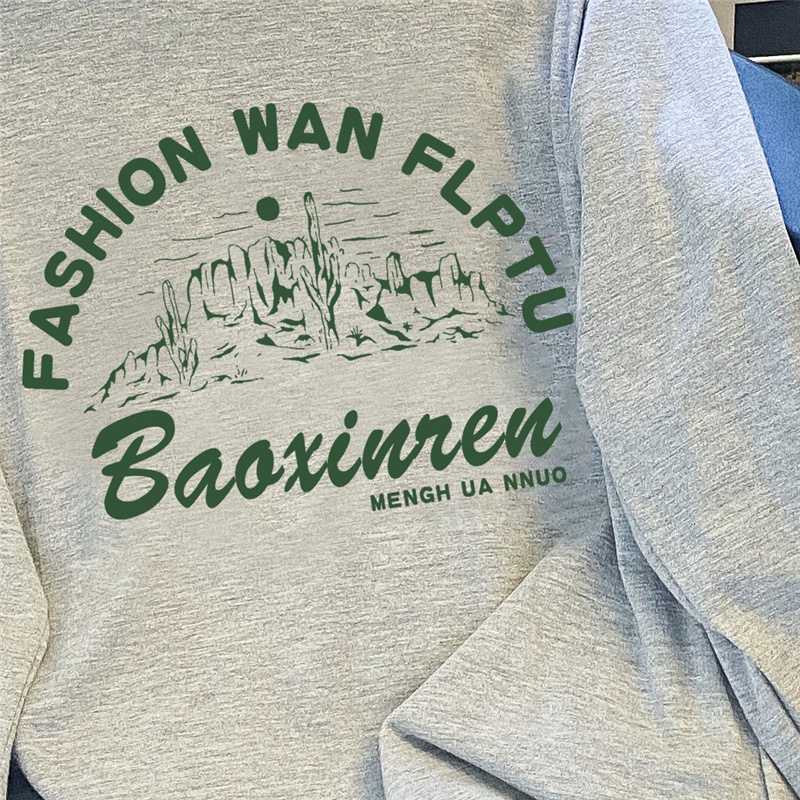 FASHION WAN FLPTU
Baoxinren
MENGH UA NNUO